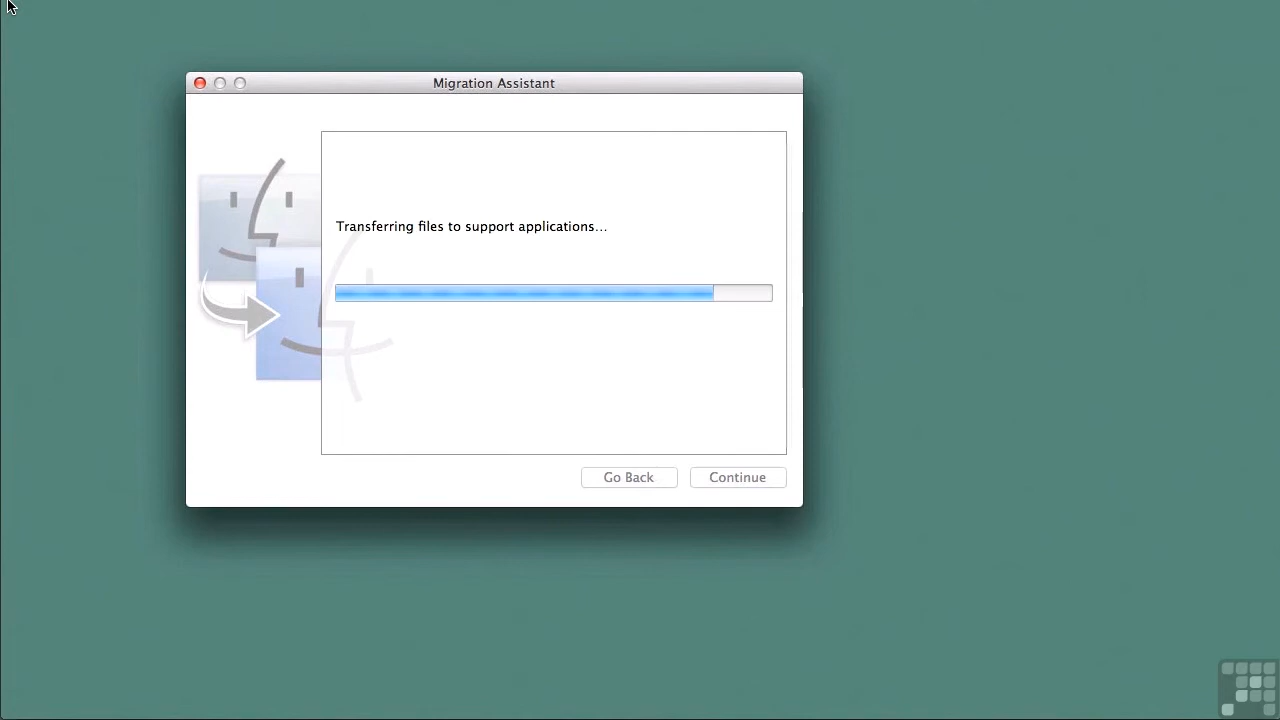 Migration Assistant
Transferring files to support applications...
Go Back
Continue